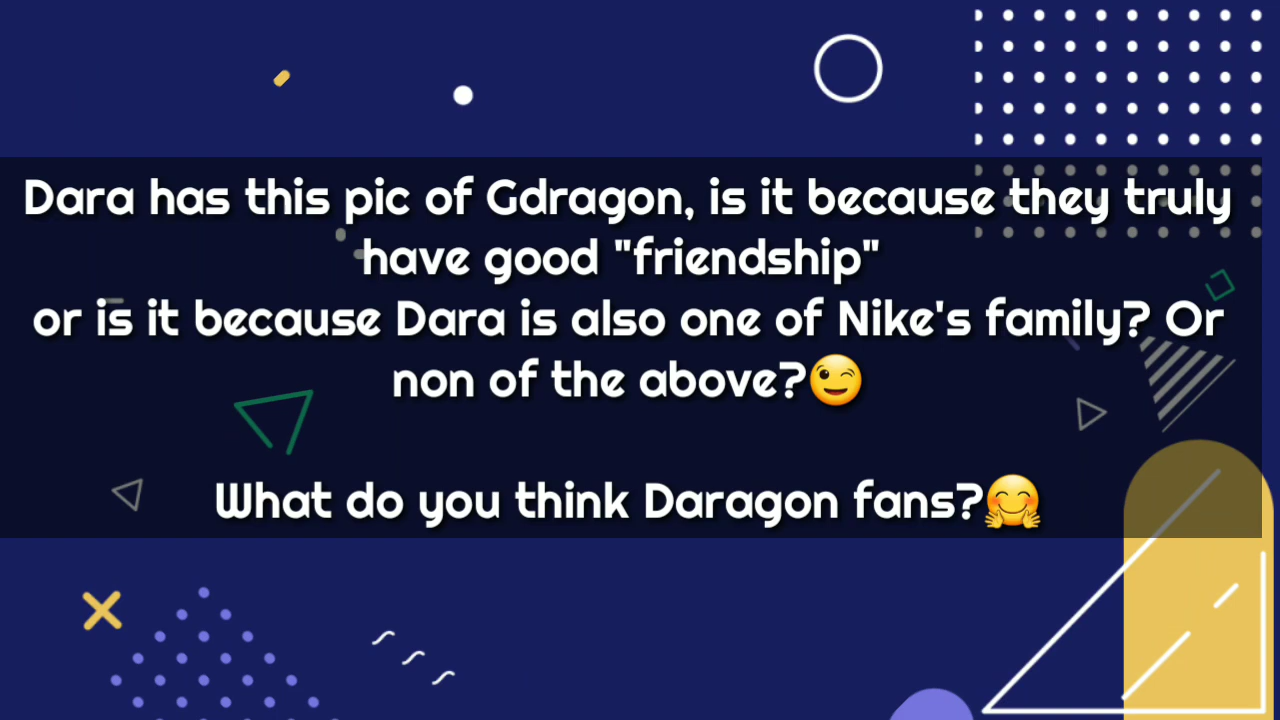 Dara has this pic of Gdragon, is it because they truly
have good "friendship"
or is it because Dara is also one of Nike's family? Or
non of the above?😉
What do you think Daragon fans?🤗